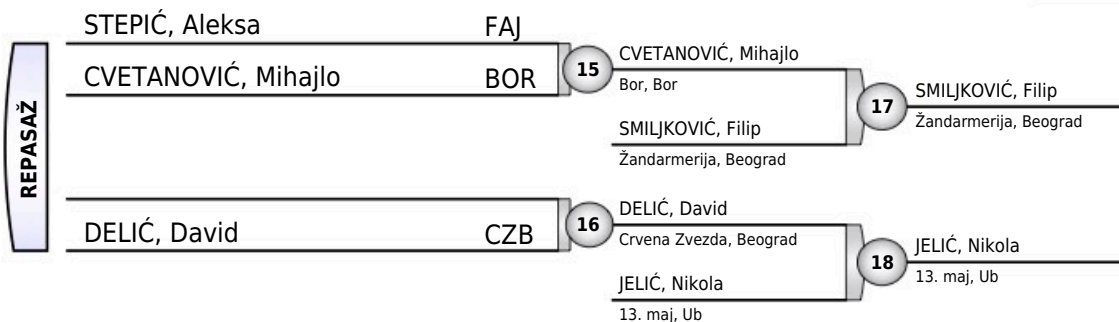 REPASAŽ
STEPIĆ, Aleksa FAJ
CVETANOVIĆ, Mihajlo BOR
15
CVETANOVIĆ, Mihajlo
Bor, Bor
SMILJKOVIĆ, Filip
Žandarmerija, Beograd
17
SMILJKOVIĆ, Filip
Žandarmerija, Beograd
DELIĆ, David CZB
16
DELIĆ, David
Crvena Zvezda, Beograd
JELIĆ, Nikola
13. maj, Ub
18
JELIĆ, Nikola
13. maj, Ub